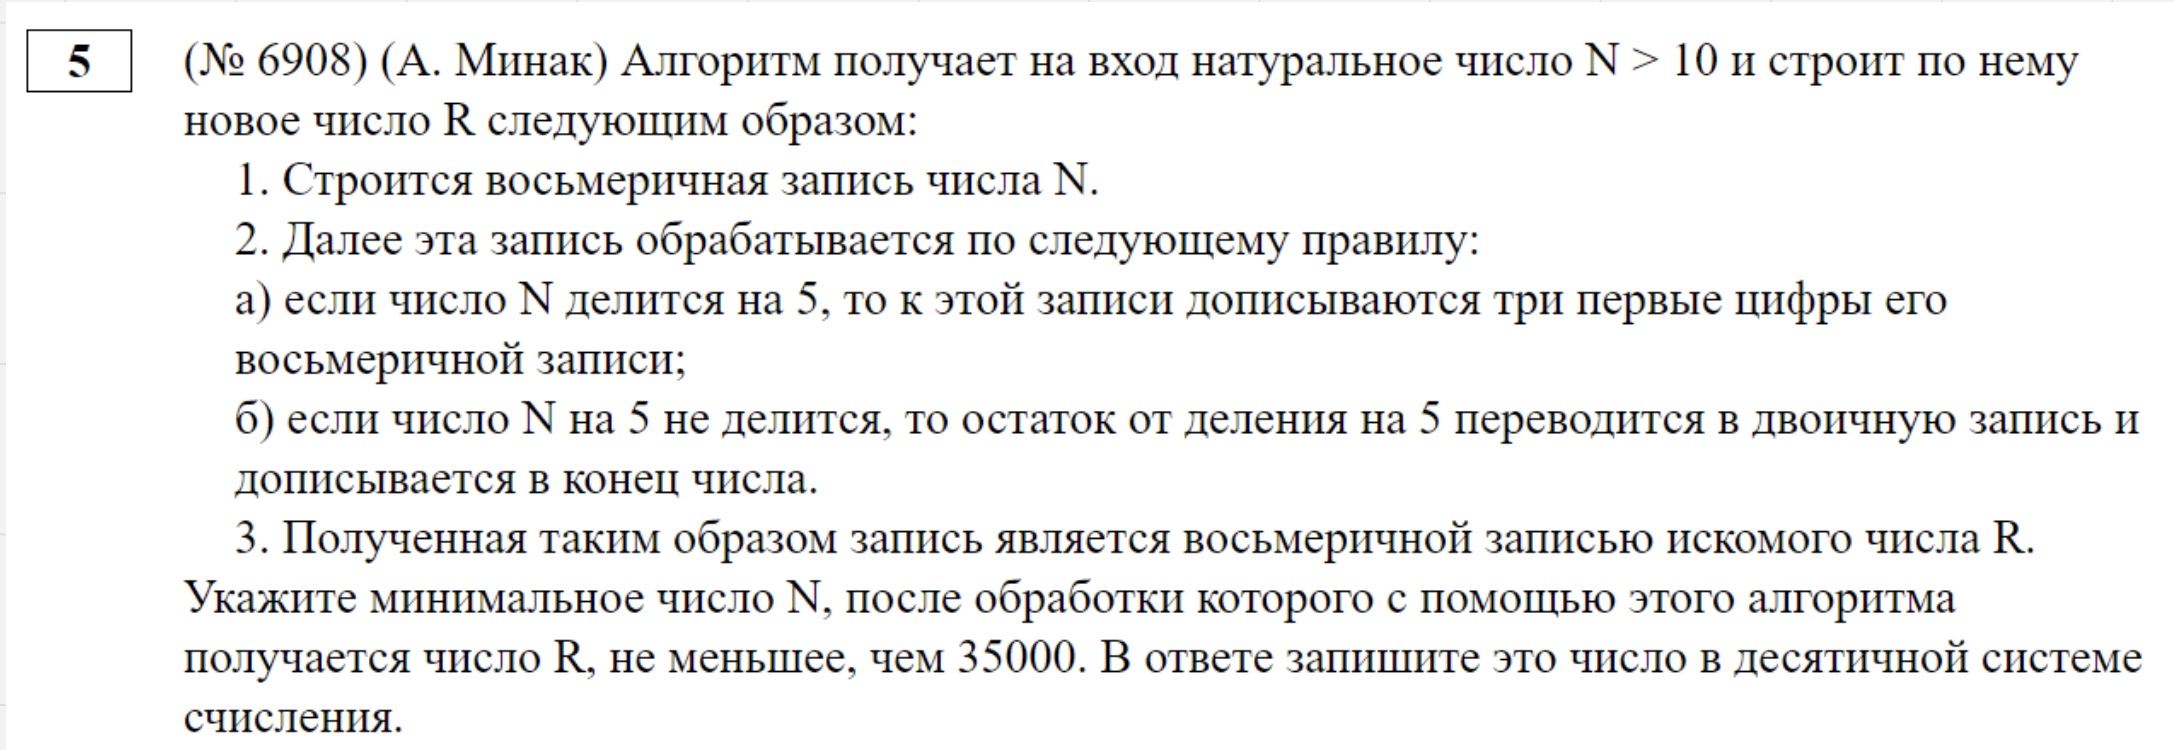 5
(№ 6908) (А. Минак) Алгоритм получает на вход натуральное число N > 10 и строит по нему
новое число R следующим образом:
1. Строится восьмеричная запись числа N.
2. Далее эта запись обрабатывается по следующему правилу:
а) если число N делится на 5, то к этой записи дописываются три первые цифры его
восьмеричной записи;
б) если число N на 5 не делится, то остаток от деления на 5 переводится в двоичную запись и
дописывается в конец числа.
3. Полученная таким образом запись является восьмеричной записью искомого числа R.
Укажите минимальное число N, после обработки которого с помощью этого алгоритма
получается число R, не меньшее, чем 35000. В ответе запишите это число в десятичной системе
счисления.